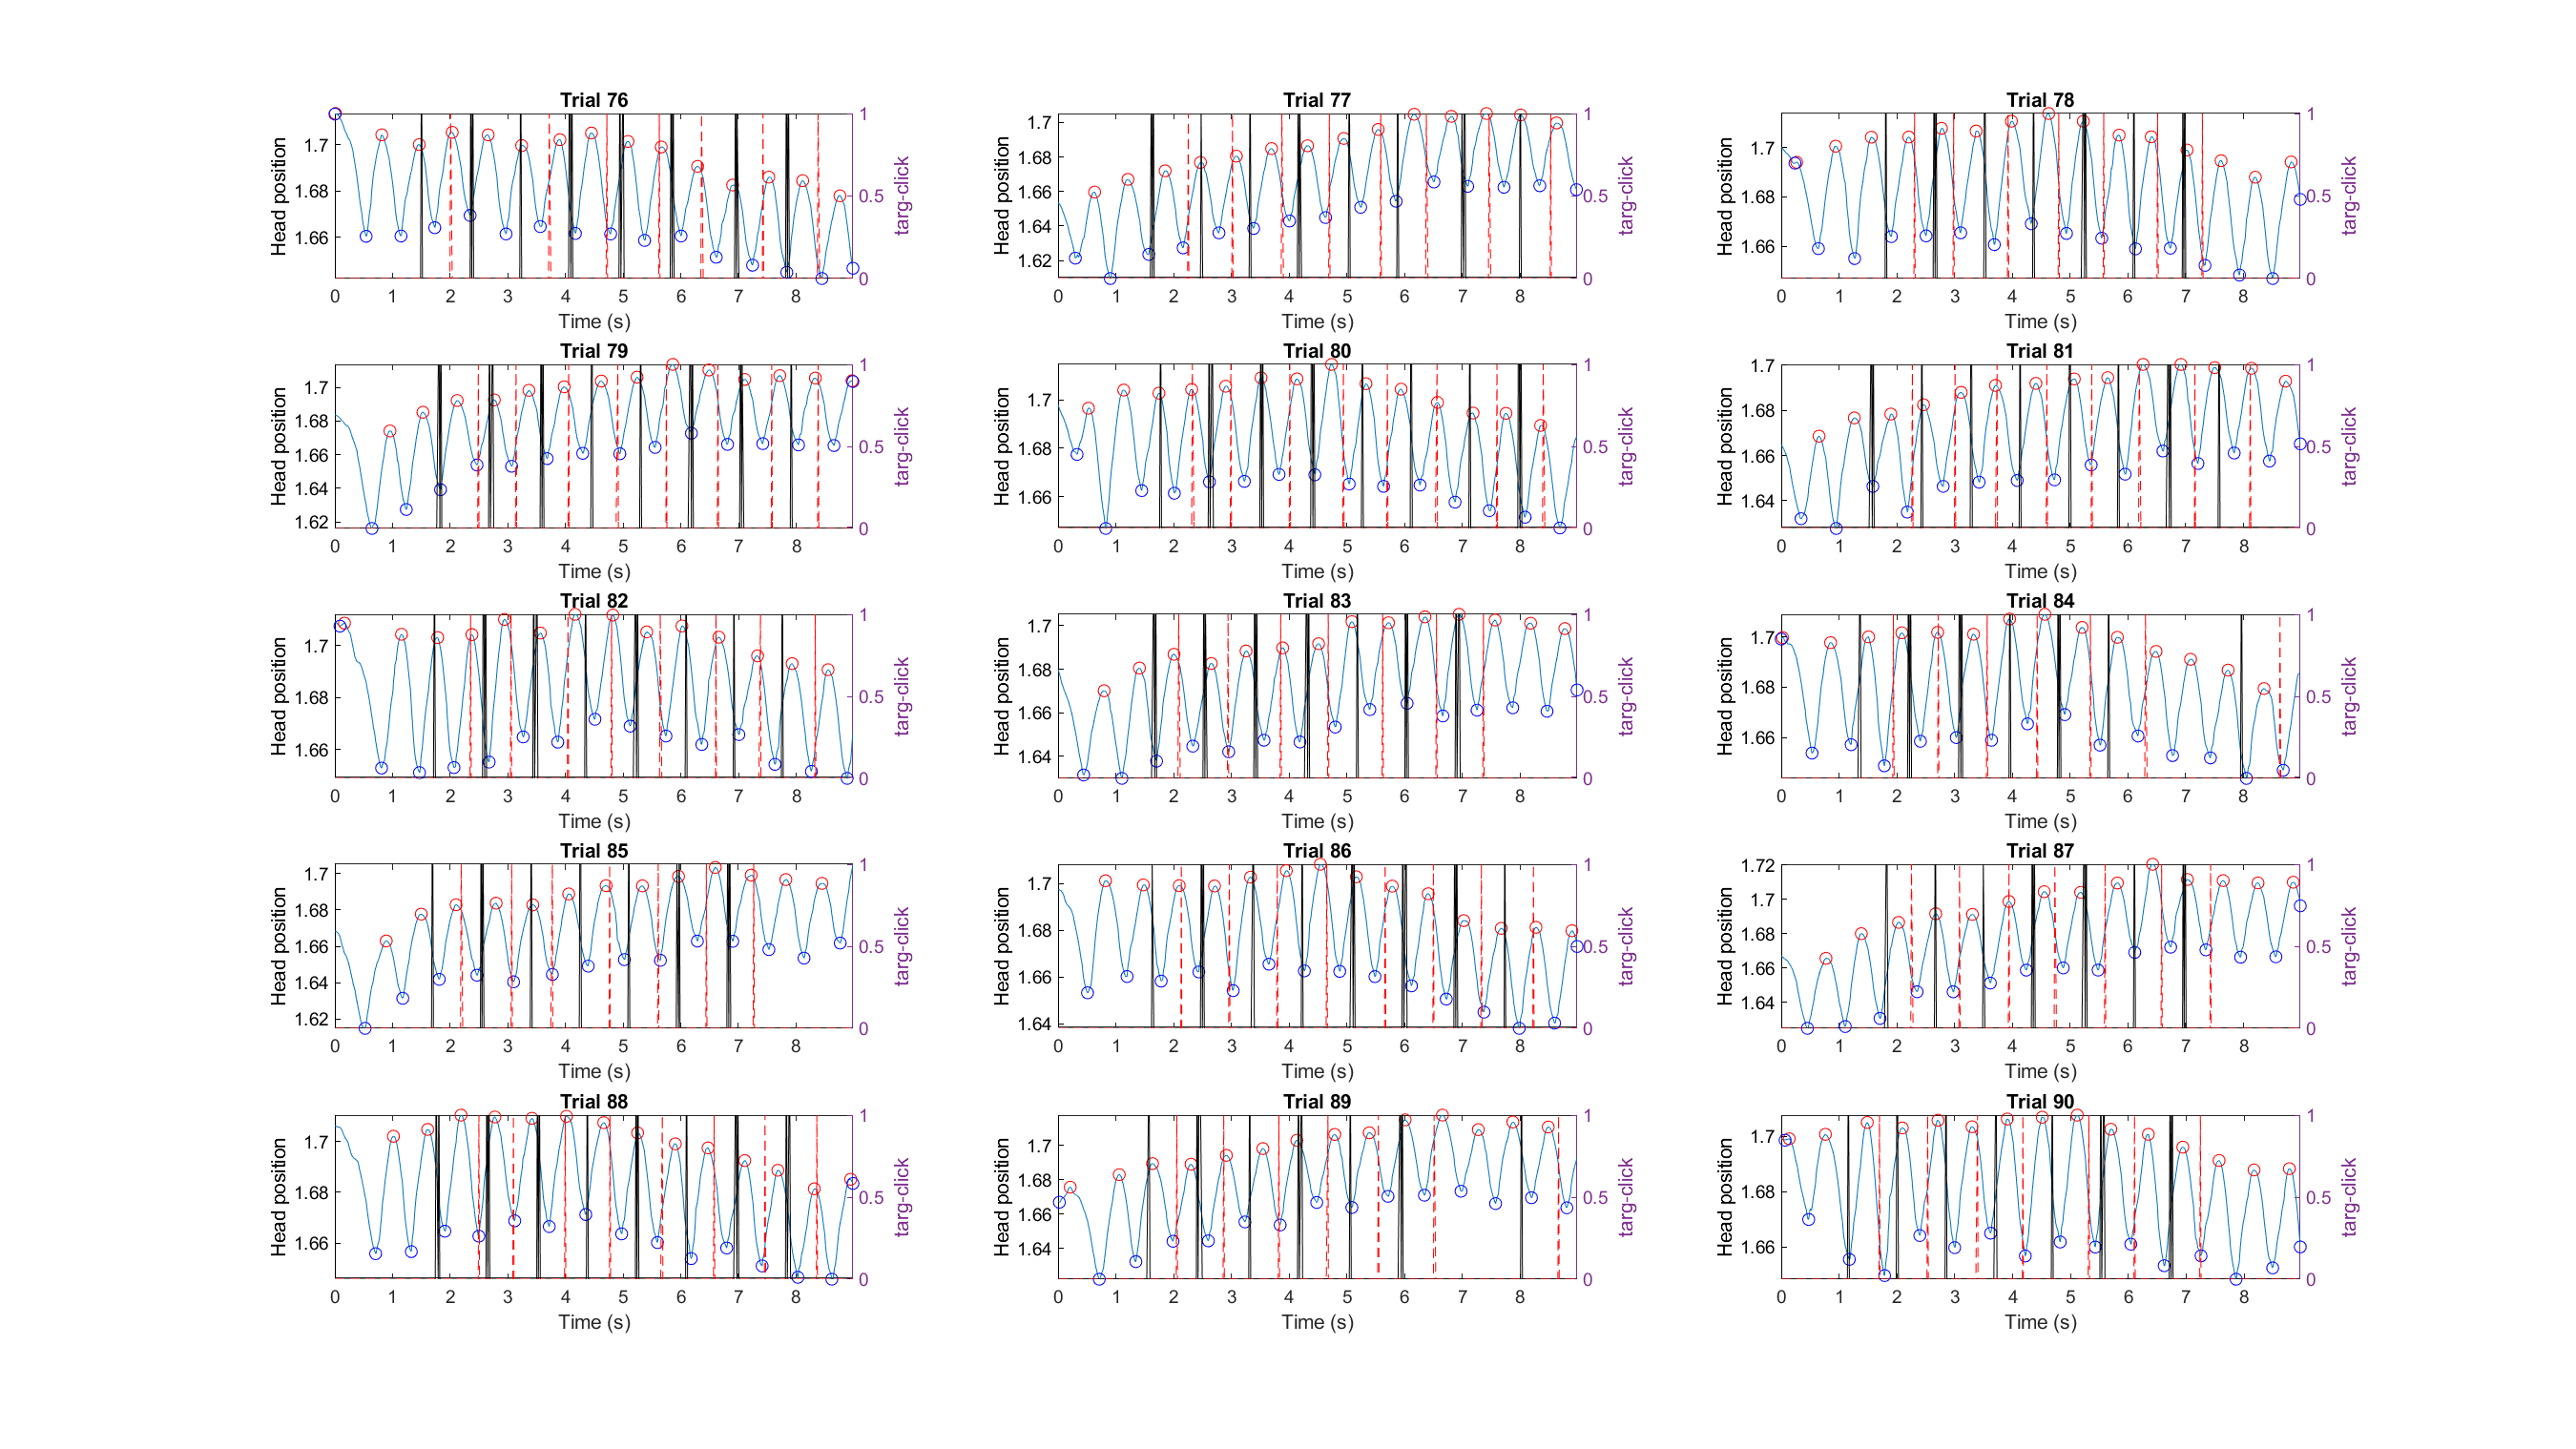 Trial 76
Head position
1.7
1.68
1.66
0 1 2 3 4 5 6 7 8
Time (s)
targ-click
1
0.5
0
Trial 77
Head position
1.7
1.68
1.66
1.64
1.62
0 1 2 3 4 5 6 7 8
Time (s)
targ-click
1
0.5
0
Trial 78
Head position
1.7
1.68
1.66
0 1 2 3 4 5 6 7 8
Time (s)
targ-click
1
0.5
0
Trial 79
Head position
1.7
1.68
1.66
1.64
1.62
0 1 2 3 4 5 6 7 8
Time (s)
targ-click
1
0.5
0
Trial 80
Head position
1.7
1.68
1.66
0 1 2 3 4 5 6 7 8
Time (s)
targ-click
1
0.5
0
Trial 81
Head position
1.7
1.68
1.66
1.64
0 1 2 3 4 5 6 7 8
Time (s)
targ-click
1
0.5
0
Trial 82
Head position
1.7
1.68
1.66
0 1 2 3 4 5 6 7 8
Time (s)
targ-click
1
0.5
0
Trial 83
Head position
1.7
1.68
1.66
1.64
0 1 2 3 4 5 6 7 8
Time (s)
targ-click
1
0.5
0
Trial 84
Head position
1.7
1.68
1.66
0 1 2 3 4 5 6 7 8
Time (s)
targ-click
1
0.5
0
Trial 85
Head position
1.7
1.68
1.66
1.64
1.62
0 1 2 3 4 5 6 7 8
Time (s)
targ-click
1
0.5
0
Trial 86
Head position
1.7
1.68
1.66
1.64
0 1 2 3 4 5 6 7 8
Time (s)
targ-click
1
0.5
0
Trial 87
Head position
1.72
1.7
1.68
1.66
1.64
0 1 2 3 4 5 6 7 8
Time (s)
targ-click
1
0.5
0
Trial 88
Head position
1.7
1.68
1.66
0 1 2 3 4 5 6 7 8
Time (s)
targ-click
1
0.5
0
Trial 89
Head position
1.7
1.68
1.66
1.64
0 1 2 3 4 5 6 7 8
Time (s)
targ-click
1
0.5
0
Trial 90
Head position
1.7
1.68
1.66
0 1 2 3 4 5 6 7 8
Time (s)
targ-click
1
0.5
0